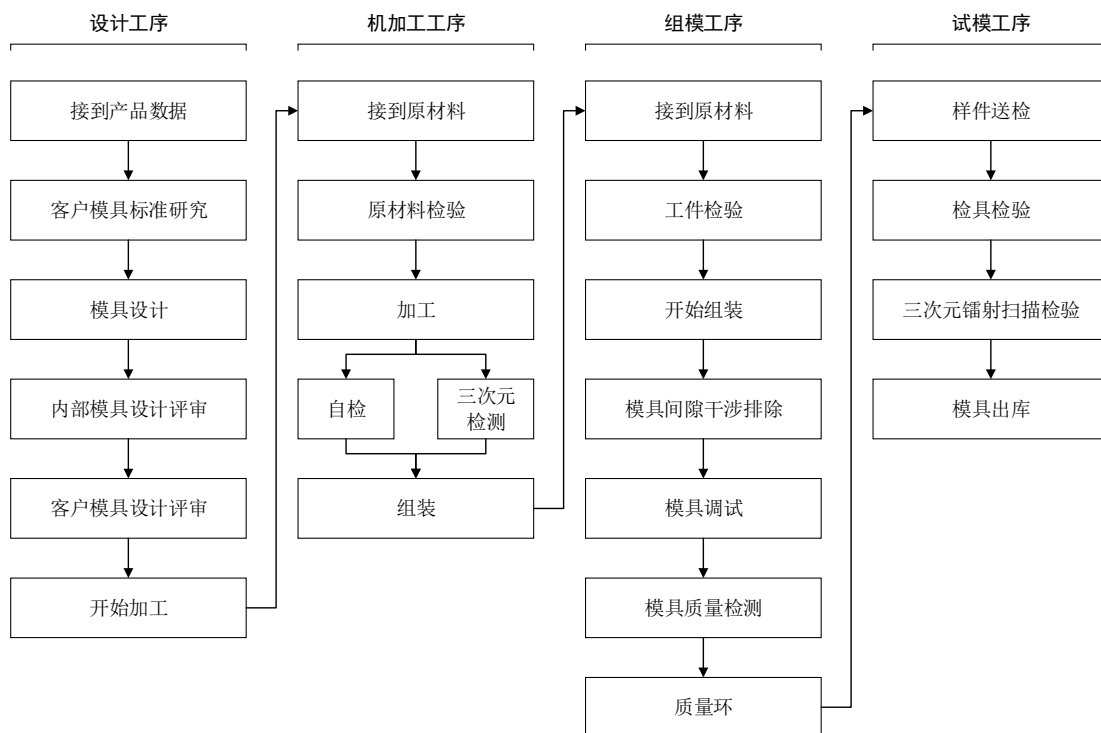 设计工序
接到产品数据
客户模具标准研究
模具设计
内部模具设计评审
客户模具设计评审
开始加工
机加工工序
接到原材料
原材料检验
加工
自检
三次元
检测
组装
组模工序
接到原材料
工件检验
开始组装
模具间隙干涉排除
模具调试
模具质量检测
质量环
试模工序
样件送检
检具检验
三次元镭射扫描检验
模具出库